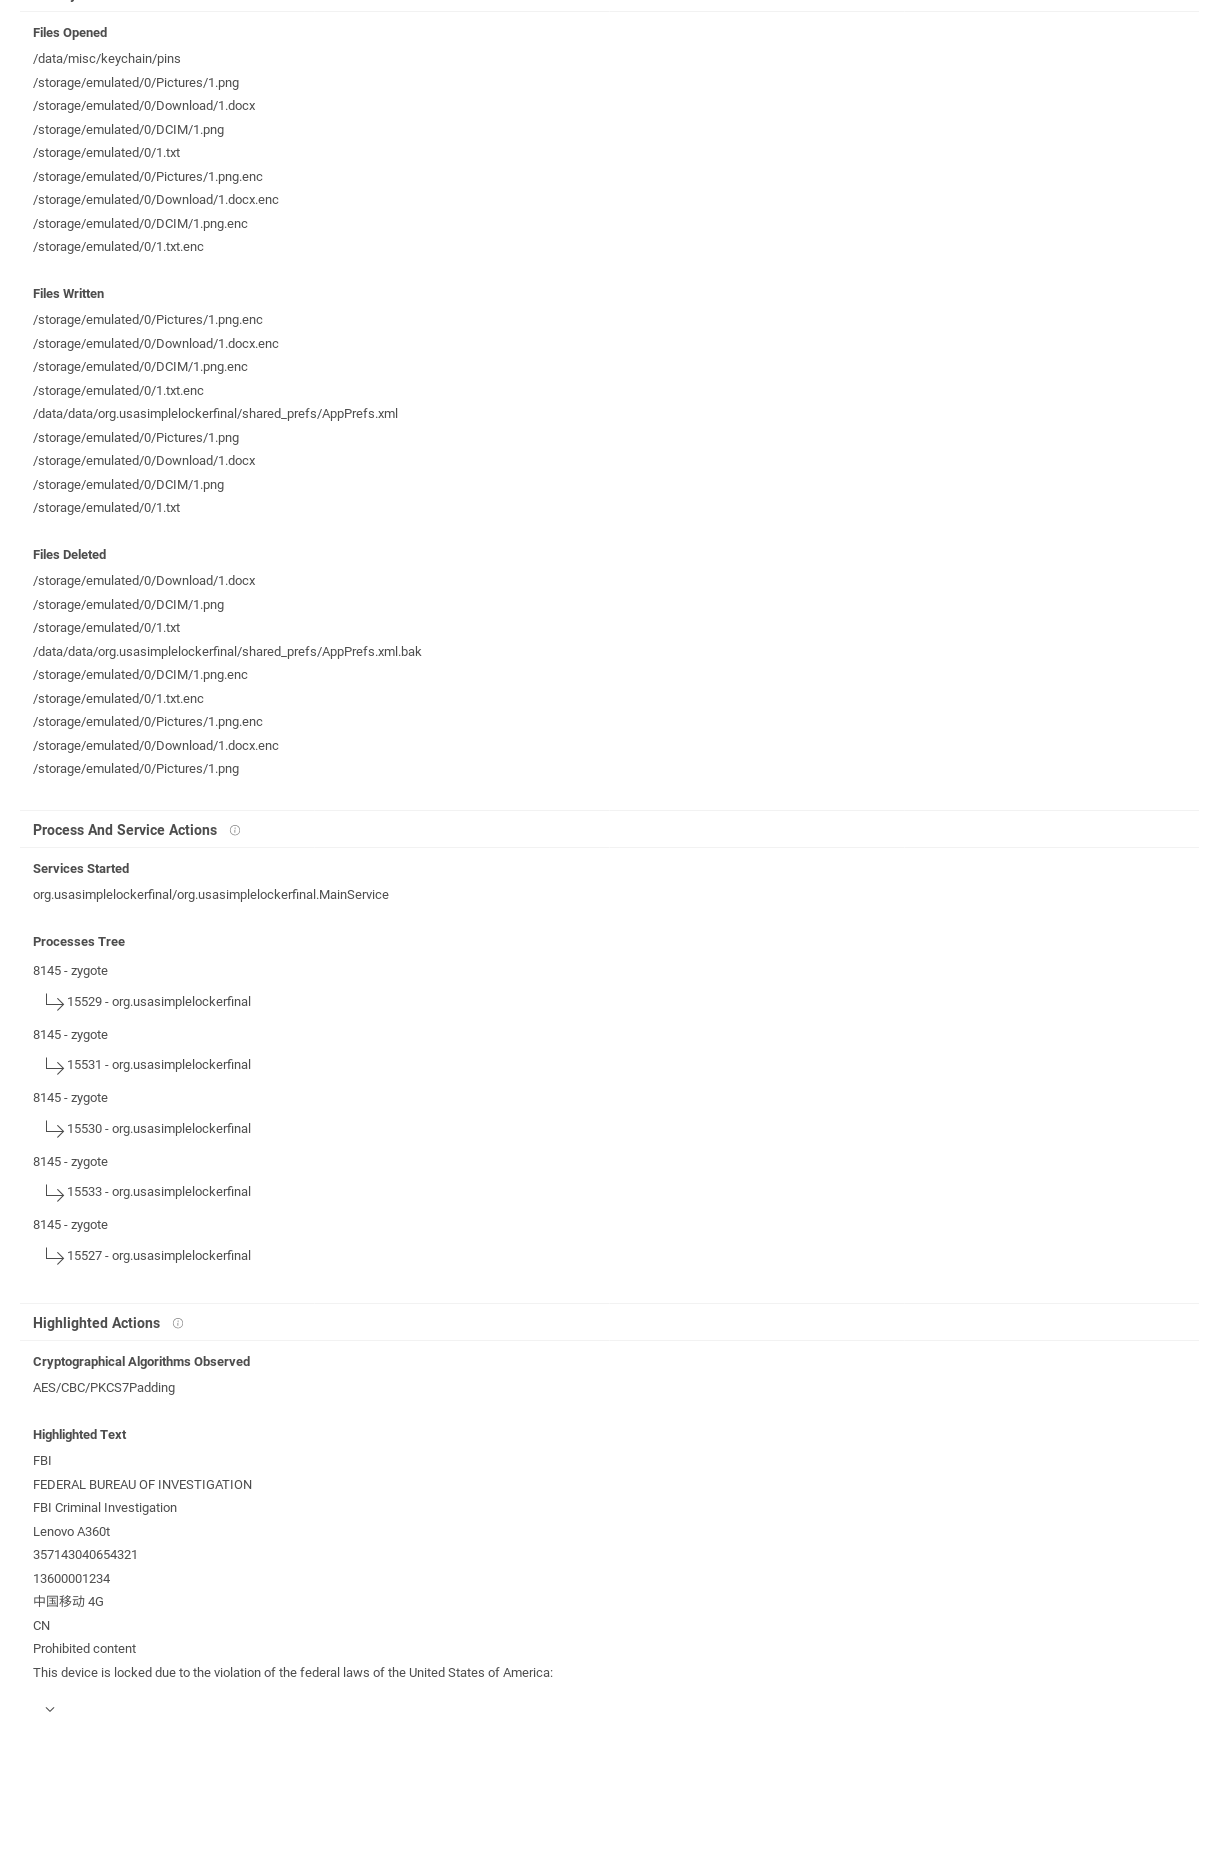 Files Opened
/data/misc/keychain/pins
/storage/emulated/0/Pictures/1.png
/storage/emulated/0/Download/1.docx
/storage/emulated/0/DCIM/1.png
/storage/emulated/0/1.txt
/storage/emulated/0/Pictures/1.png.enc
/storage/emulated/0/Download/1.docx.enc
/storage/emulated/0/DCIM/1.png.enc
/storage/emulated/0/1.txt.enc
Files Written
/storage/emulated/0/Pictures/1.png.enc
/storage/emulated/0/Download/1.docx.enc
/storage/emulated/0/DCIM/1.png.enc
/storage/emulated/0/1.txt.enc
/data/data/org.usasimplelockerfinal/shared_prefs/AppPrefs.xml
/storage/emulated/0/Pictures/1.png
/storage/emulated/0/Download/1.docx
/storage/emulated/0/DCIM/1.png
/storage/emulated/0/1.txt
Files Deleted
/storage/emulated/0/Download/1.docx
/storage/emulated/0/DCIM/1.png
/storage/emulated/0/1.txt
/data/data/org.usasimplelockerfinal/shared_prefs/AppPrefs.xml.bak
/storage/emulated/0/DCIM/1.png.enc
/storage/emulated/0/1.txt.enc
/storage/emulated/0/Pictures/1.png.enc
/storage/emulated/0/Download/1.docx.enc
/storage/emulated/0/Pictures/1.png
Process And Service Actions
Services Started
org.usasimplelockerfinal/org.usasimplelockerfinal.MainService
Processes Tree
8145 - zygote
15529 - org.usasimplelockerfinal
8145 - zygote
15531 - org.usasimplelockerfinal
8145 - zygote
15530 - org.usasimplelockerfinal
8145 - zygote
15533 - org.usasimplelockerfinal
8145 - zygote
15527 - org.usasimplelockerfinal
Highlighted Actions
Cryptographical Algorithms Observed
AES/CBC/PKCS7Padding
Highlighted Text
FBI
FEDERAL BUREAU OF INVESTIGATION
FBI Criminal Investigation
Lenovo A360t
357143040654321
13600001234
中国移动 4G
CN
Prohibited content
This device is locked due to the violation of the federal laws of the United States of America: